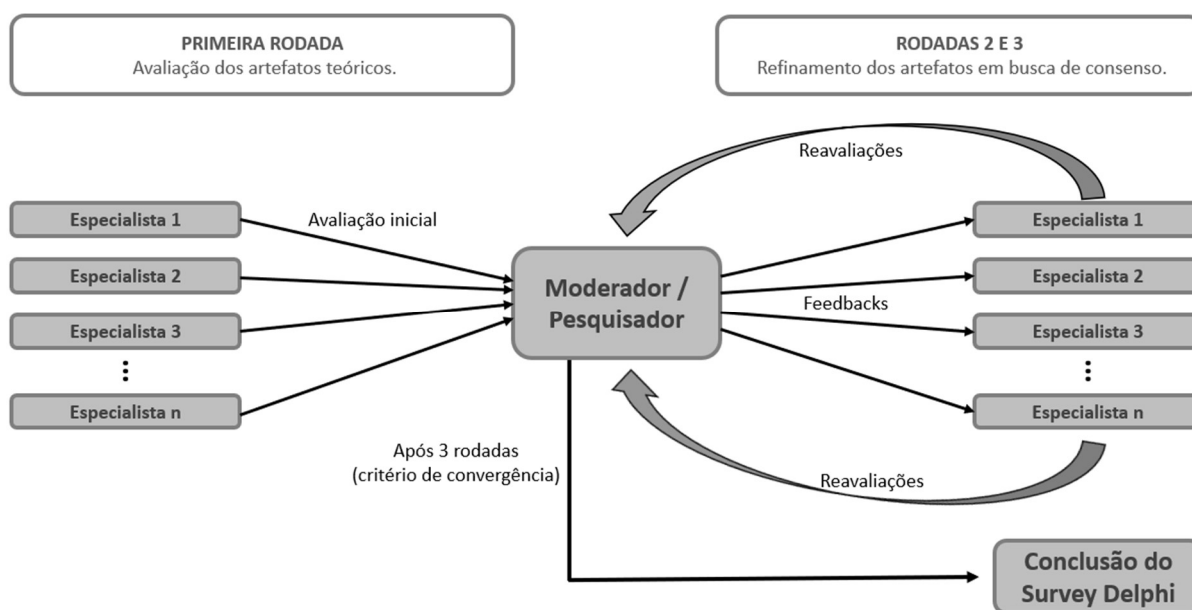 PRIMEIRA RODADA
Avaliação dos artefatos teóricos.
RODADAS 2 E 3
Refinamento dos artefatos em busca de consenso.
Reavaliações
Especialista 1
Avaliação inicial
Especialista 2
Especialista 3
Especialista n
Moderador /
Pesquisador
Especialista 1
Especialista 2
Feedbacks
Especialista 3
Especialista n
Após 3 rodadas
(critério de convergência)
Reavaliações
Conclusão do
Survey Delphi